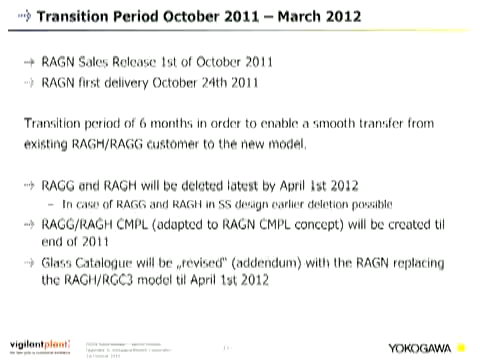 Transition Period October 2011 – March 2012
RAGN Sales Release 1st of October 2011
RAGN first delivery October 24th 2011
Transition period of 6 months in order to enable a smooth transfer from
existing RAGH/RAGG customer to the new model.
RAGG and RAGH will be deleted latest by April 1st 2012
– In case of RAGG and RAGH in SS design earlier deletion possible
RAGG/RAGH CMPL (adapted to RAGN CMPL concept) will be created til
end of 2011
Glass Catalogue will be „revised“ (addendum) with the RAGN replacing
the RAGH/RGC3 model til April 1st 2012
vigilantplant.
YOKOGAWA